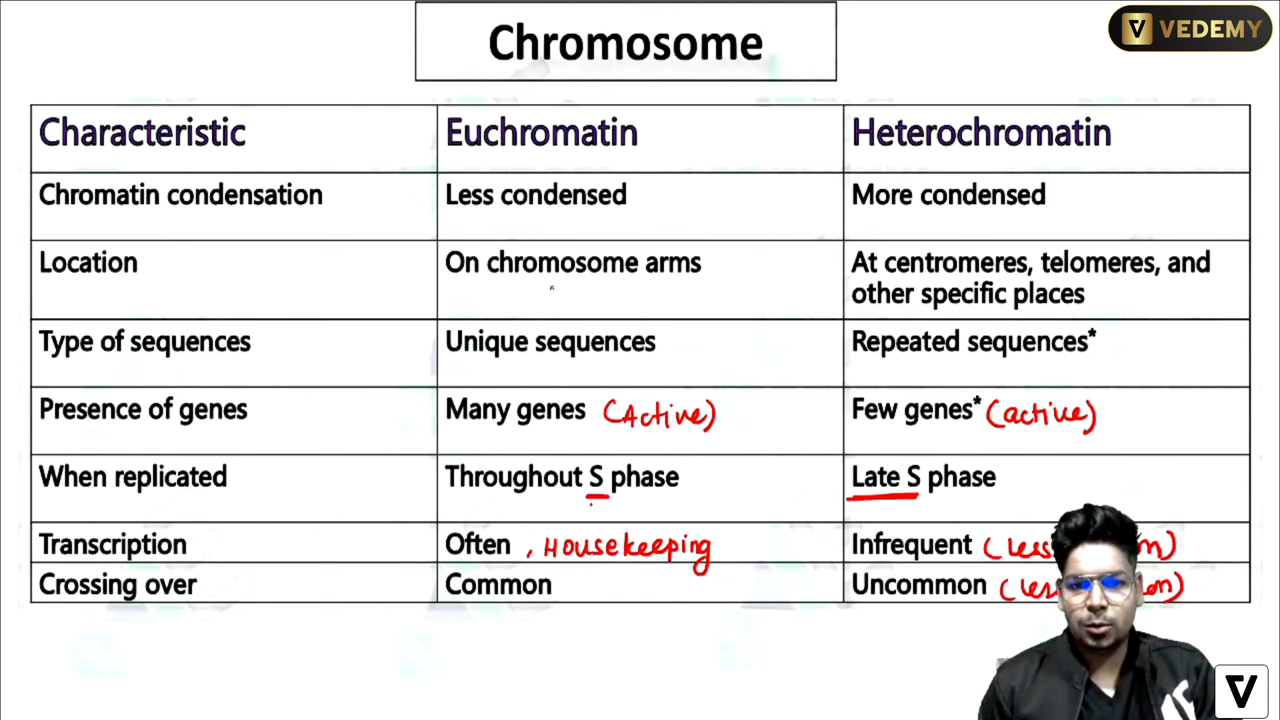 Chromosome
VEDEMY
Characteristic Euchromatin Heterochromatin
Chromatin condensation Less condensed More condensed
Location On chromosome arms At centromeres, telomeres, and
other specific places
Type of sequences Unique sequences Repeated sequences*
Presence of genes Many genes (Active) Few genes* (active)
When replicated Throughout S phase Late S phase
Transcription Often , Housekeeping Infrequent
Crossing over Common Uncommon